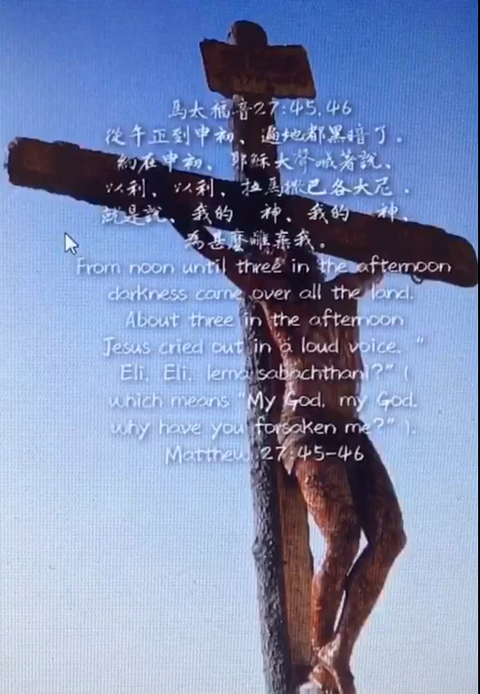 馬太福音27:45,46
從午正到申初、遍地都黑暗了。
約在申初、耶穌大聲喊著說、
以利、以利、拉馬撒巴各大尼．
就是說、我的　神、我的　神、
為甚麼離棄我。
From noon until three in the afternoon
darkness came over all the land.
About three in the afternoon
Jesus cried out in a loud voice, "
Eli, Eli, lema sabachthani?" (
which means "My God, my God,
why have you forsaken me?" ).
Matthew 27:45-46